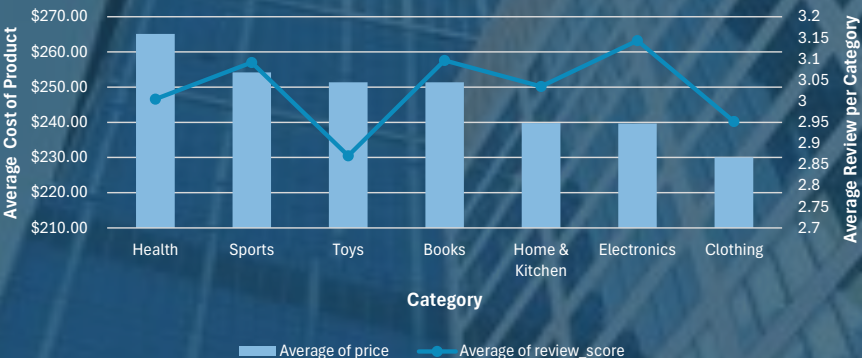 Average Cost of Product
$270.00
$260.00
$250.00
$240.00
$230.00
$220.00
$210.00
3.2
3.15
3.1
3.05
3
2.95
2.9
2.85
2.8
2.75
2.7
Average Review per Category
Health
Sports
Toys
Books
Home &
Kitchen
Electronics
Clothing
Category
Average of price
Average of review_score